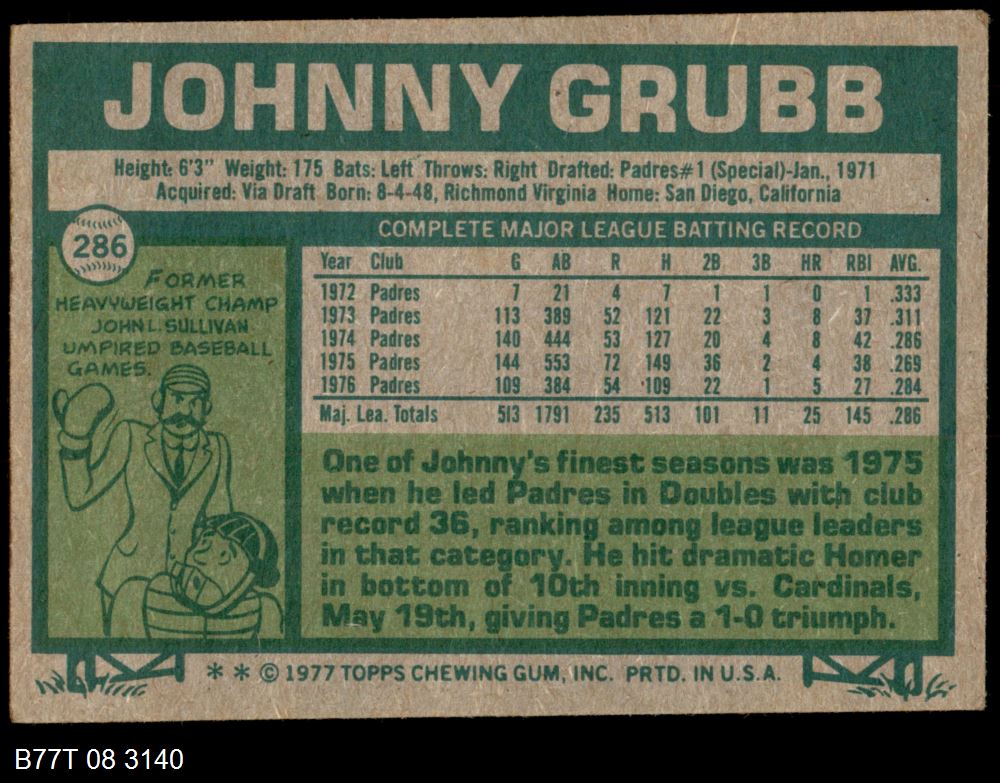 JOHNNY GRUBB
Height: 6'3" Weight: 175 Bats: Left Throws: Right Drafted: Padres#1 (Special)-Jan., 1971
Acquired: Via Draft Born: 8-4-48, Richmond Virginia Home: San Diego, California
286
FORMER
HEAVYWEIGHT CHAMP
JOHN L. SULLIVAN
UMPIRED BASEBALL
GAMES.
COMPLETE MAJOR LEAGUE BATTING RECORD
Year Club G AB R H 2B 3B HR RBI AVG.
1972 Padres 7 21 4 7 1 1 0 1 .333
1973 Padres 113 389 52 121 22 3 8 37 .311
1974 Padres 140 444 53 127 20 4 8 42 .286
1975 Padres 144 553 72 149 36 2 4 38 .269
1976 Padres 109 384 54 109 22 1 5 27 .284
Maj. Lea. Totals 513 1791 235 513 101 11 25 145 .286
One of Johnny's finest seasons was 1975
when he led Padres in Doubles with club
record 36, ranking among league leaders
in that category. He hit dramatic Homer
in bottom of 10th inning vs. Cardinals,
May 19th, giving Padres a 1-0 triumph.
* * © 1977 TOPPS CHEWING GUM, INC. PRTD. IN U.S.A.
B77T 08 3140